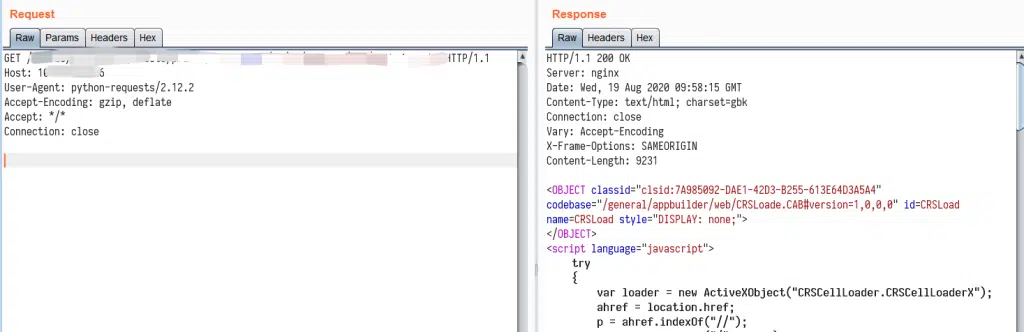 Request
Raw Params Headers Hex
GET / HTTP/1.1
Host: 10
User-Agent: python-requests/2.12.2
Accept-Encoding: gzip, deflate
Accept: */*
Connection: close
Response
Raw Headers Hex
HTTP/1.1 200 OK
Server: nginx
Date: Wed, 19 Aug 2020 09:58:15 GMT
Content-Type: text/html; charset=gbk
Connection: close
Vary: Accept-Encoding
X-Frame-Options: SAMEORIGIN
Content-Length: 9231
<OBJECT classid="clsid:7A985092-DAE1-42D3-B255-613E64D3A5A4"
codebase="/general/appbuilder/web/CRSLoade.CAB#version=1,0,0,0" id=CRSLoad
name=CRSLoad style="DISPLAY: none;">
</OBJECT>
<script language="javascript">
try
{
var loader = new ActiveXObject("CRSCellLoader.CRSCellLoaderX");
ahref = location.href;
p = ahref.indexOf("//");